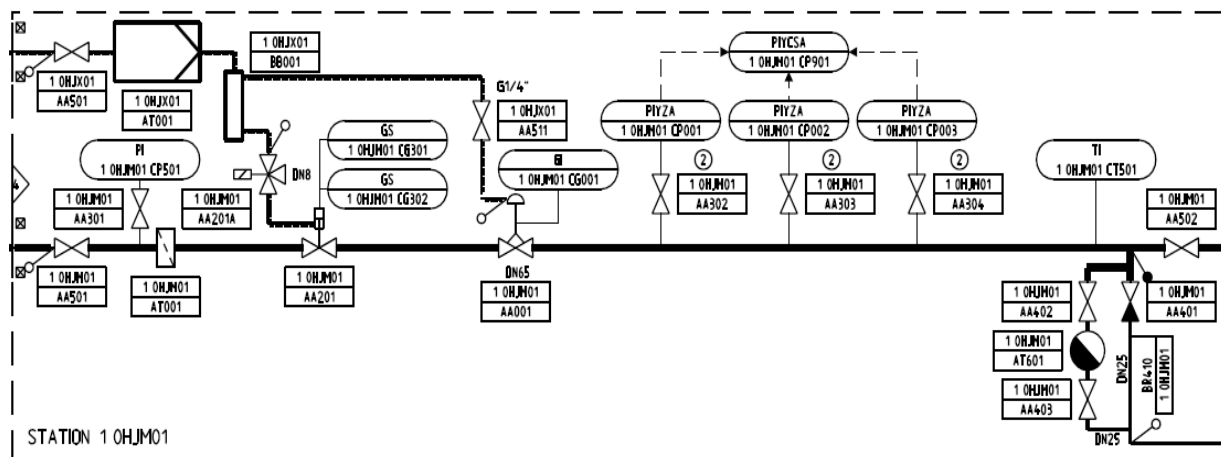 1 0HJX01
BB001
PIYCSA
1 0HJM01 CP901
1 0HJX01
AA501
1 0HJX01
AT001
G1/4"
1 0HJX01
AA511
PIYZA
1 0HJM01 CP001
PIYZA
1 0HJM01 CP002
PIYZA
1 0HJM01 CP003
GS
1 0HJM01 CG301
PI
1 0HJM01 CP501
GI
1 0HJM01 CG001
TI
1 0HJM01 CT501
2
2
2
4
DN8
GS
1 0HJM01 CG302
1 0HJM01
AA301
1 0HJM01
AA201A
1 0HJM01
AA302
1 0HJM01
AA303
1 0HJM01
AA304
1 0HJM01
AA502
1 0HJM01
AA501
1 0HJM01
AT001
1 0HJM01
AA201
DN65
1 0HJM01
AA001
1 0HJM01
AA402
1 0HJM01
AA401
1 0HJM01
AT601
DN25
BR410
1 0HJM01
1 0HJM01
AA403
DN25
STATION 1 0HJM01